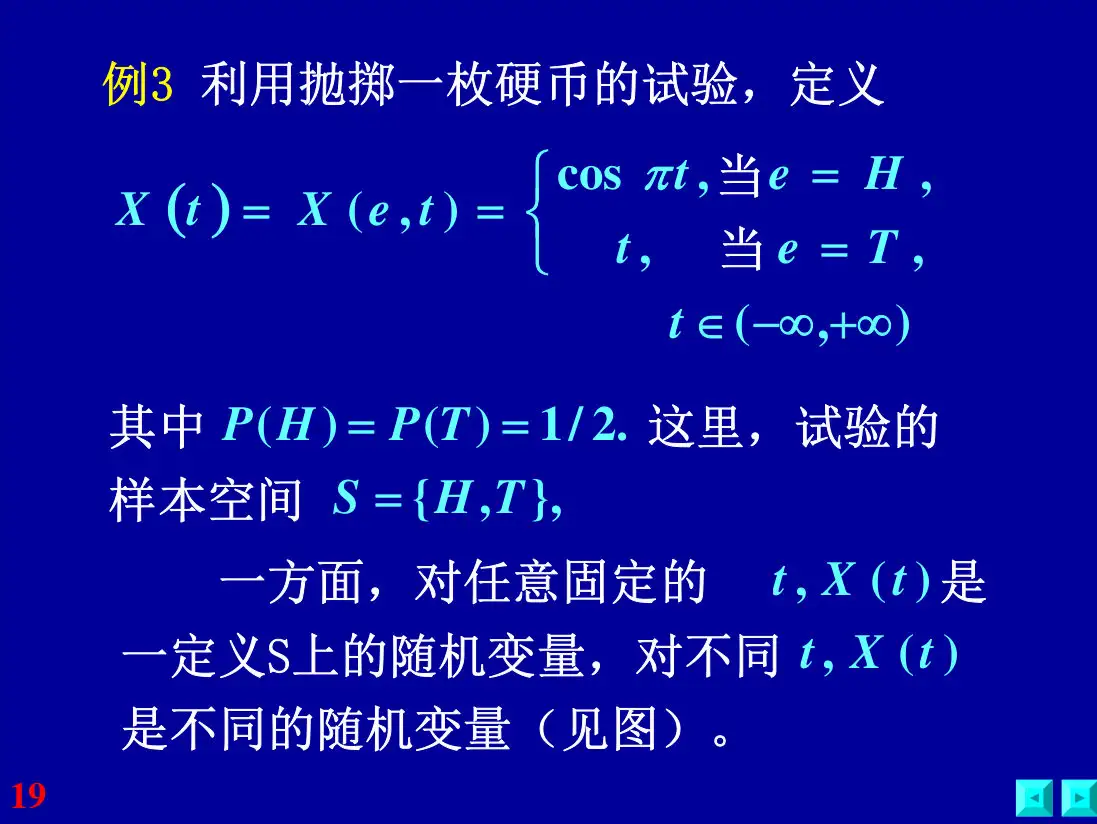 例3 利用抛掷一枚硬币的试验，定义
X(t) = X(e,t) = { cos πt, 当 e = H,
t, 当 e = T,
t ∈ (−∞,+∞)
其中 P(H) = P(T) = 1/2. 这里，试验的
样本空间 S = {H,T},
一方面，对任意固定的 t, X(t) 是
一定义S上的随机变量，对不同 t, X(t)
是不同的随机变量（见图）。
19